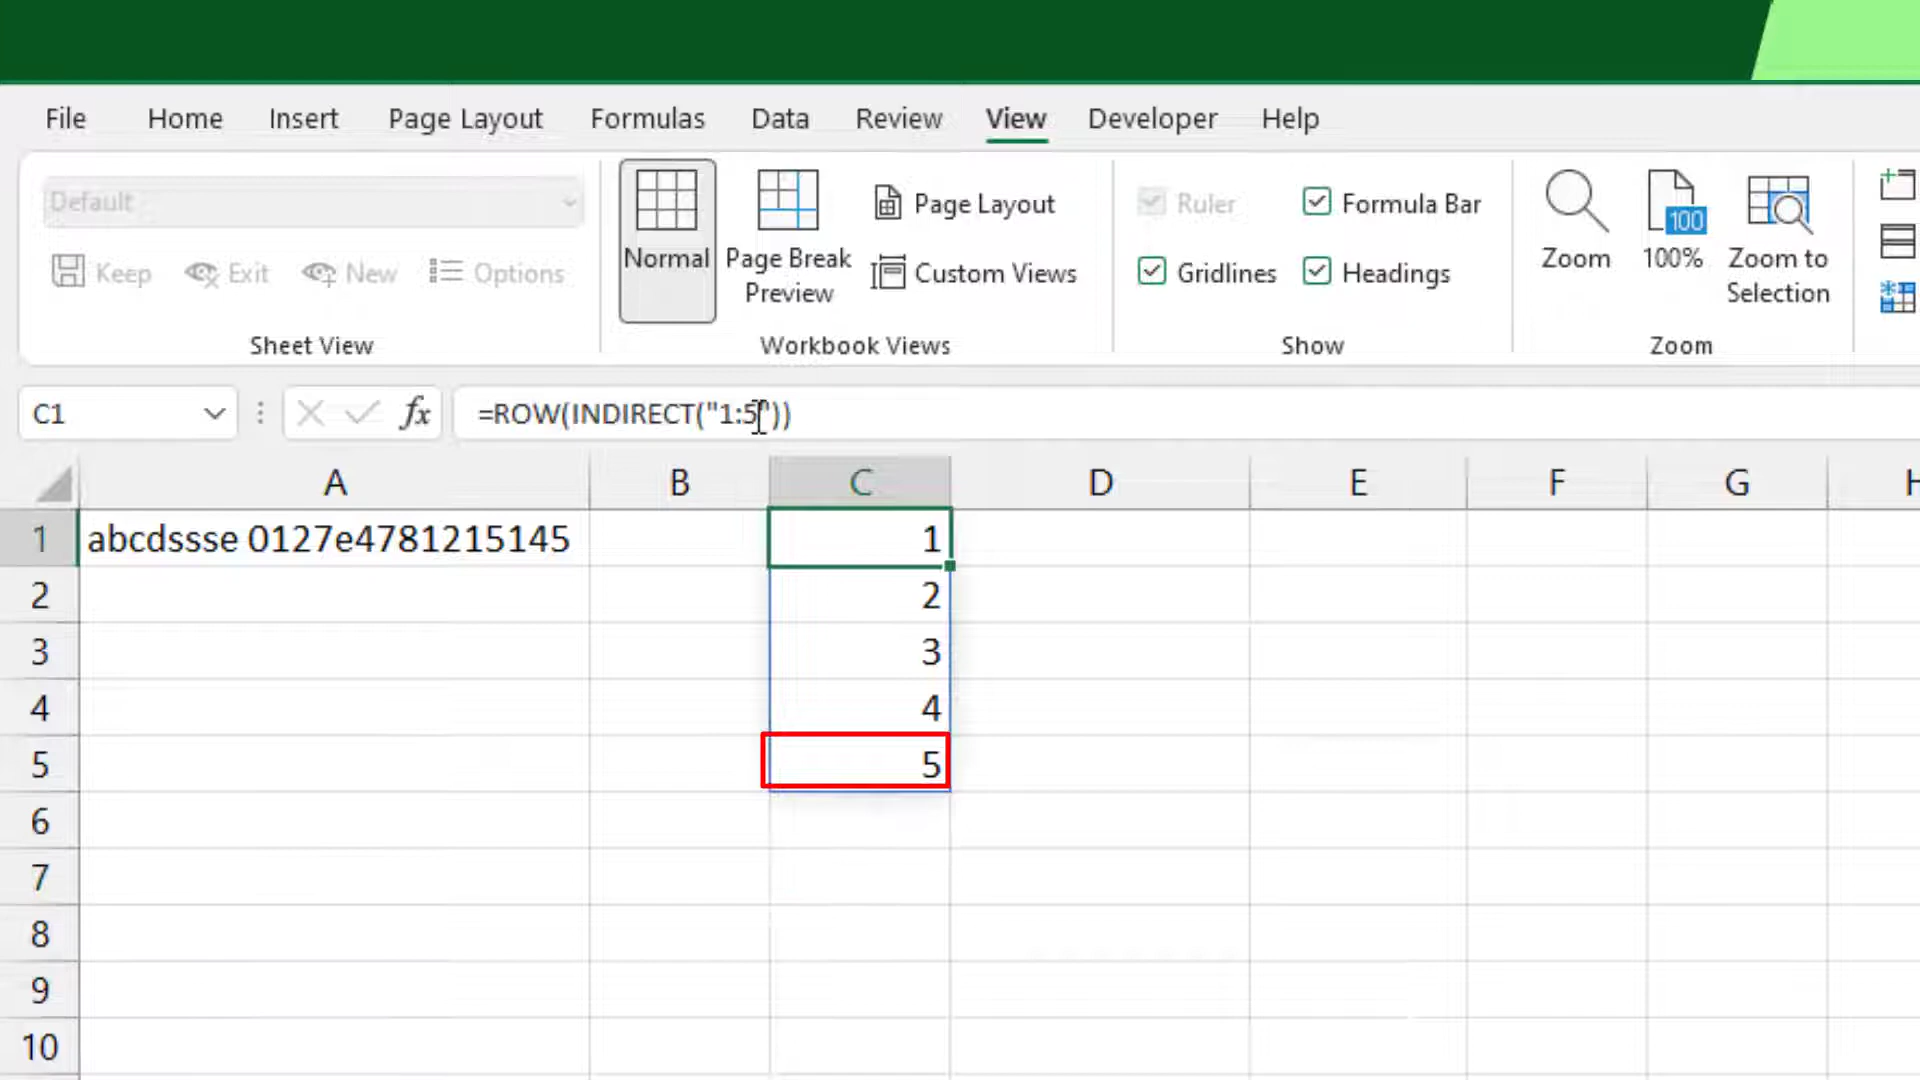 File Home Insert Page Layout Formulas Data Review View Developer Help
Default
Keep Exit New Options
Sheet View
Normal
Page Break
Preview
Page Layout
Custom Views
Workbook Views
Ruler Formula Bar
Gridlines Headings
Show
Zoom
100
100%
Zoom to
Selection
Zoom
C1 fx =ROW(INDIRECT("1:5"))
A B C D E F G H
1 abcdssse 0127e4781215145 1
2 2
3 3
4 4
5 5
6
7
8
9
10